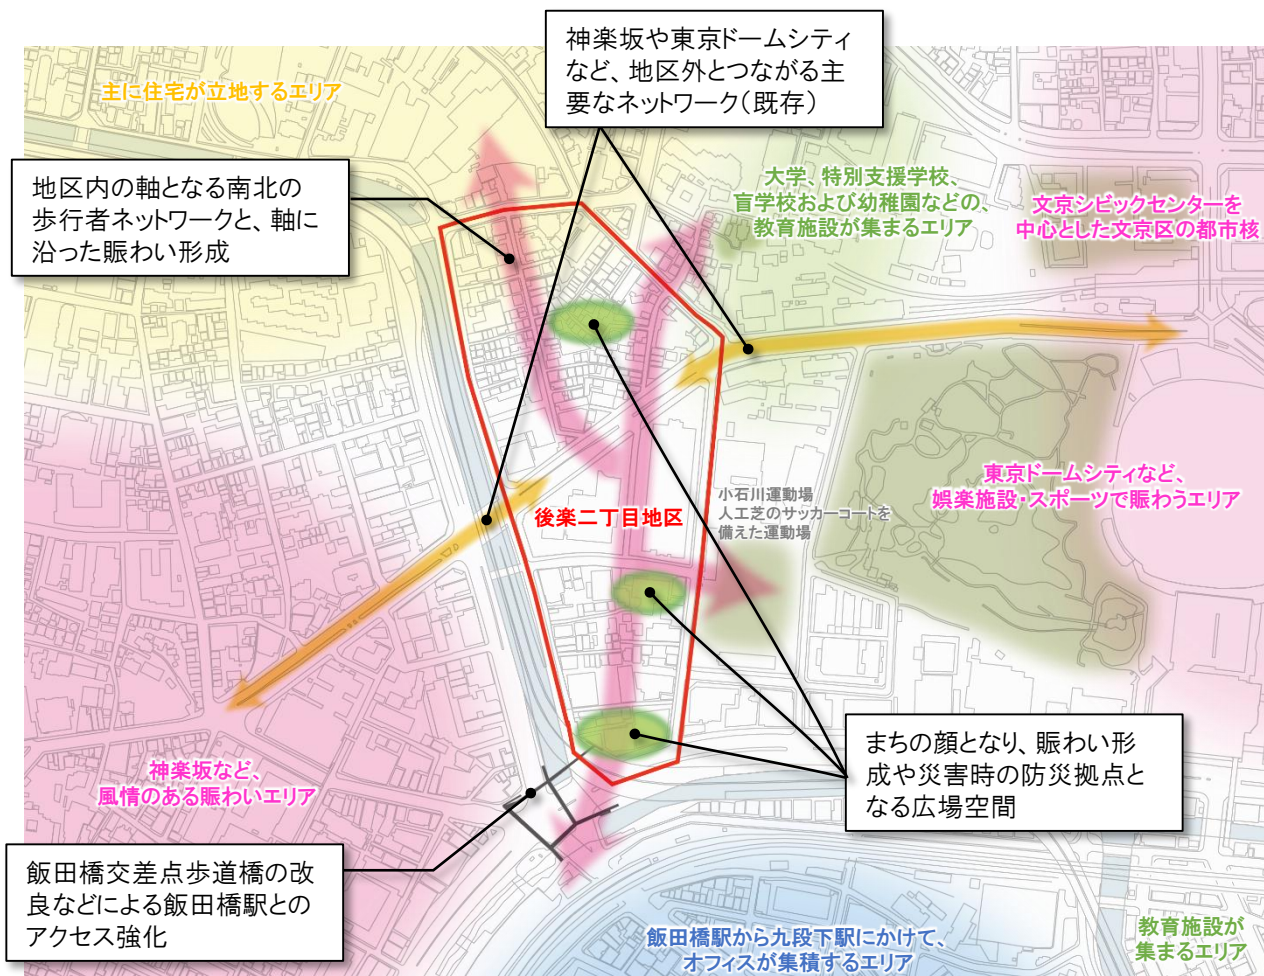 神楽坂や東京ドームシティ
など、地区外とつながる主
要なネットワーク(既存)
主に住宅が立地するエリア
地区内の軸となる南北の
歩行者ネットワークと、軸に
沿った賑わい形成
大学、特別支援学校、
盲学校および幼稚園などの、
教育施設が集まるエリア
文京シビックセンターを
中心とした文京区の都市核
東京ドームシティなど、
娯楽施設・スポーツで賑わうエリア
小石川運動場
人工芝のサッカーコートを
備えた運動場
後楽二丁目地区
まちの顔となり、賑わい形
成や災害時の防災拠点と
なる広場空間
神楽坂など、
風情のある賑わいエリア
飯田橋交差点歩道橋の改
良などによる飯田橋駅との
アクセス強化
飯田橋駅から九段下駅にかけて、
オフィスが集積するエリア
教育施設が
集まるエリア